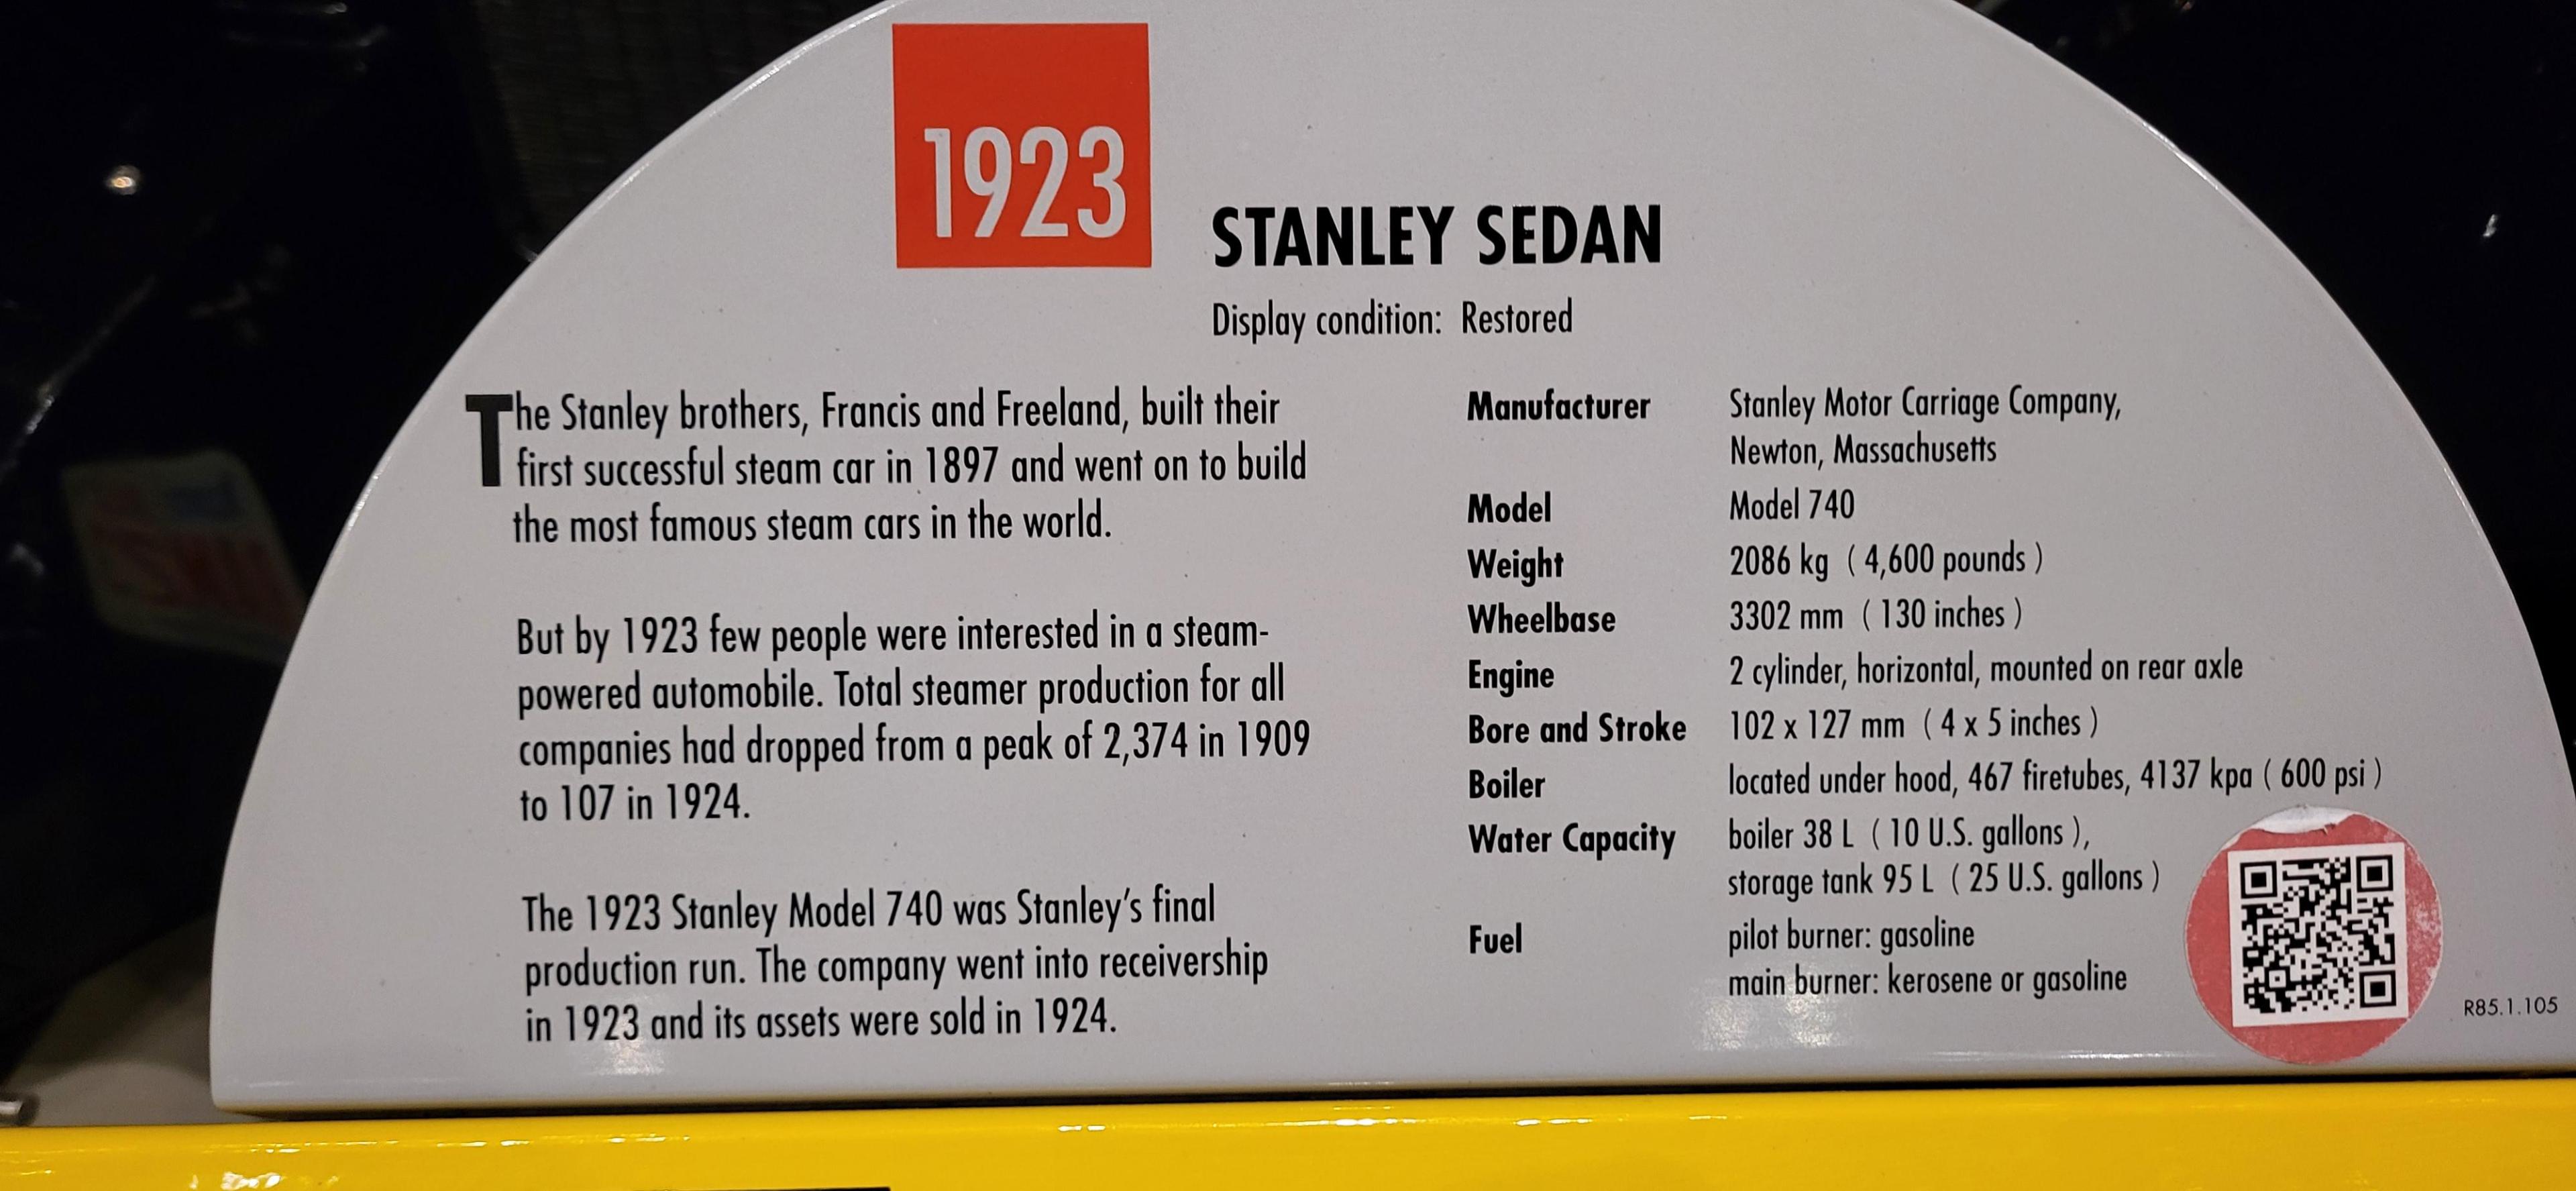 1923
STANLEY SEDAN
Display condition: Restored
The Stanley brothers, Francis and Freeland, built their
first successful steam car in 1897 and went on to build
the most famous steam cars in the world.
But by 1923 few people were interested in a steam-
powered automobile. Total steamer production for all
companies had dropped from a peak of 2,374 in 1909
to 107 in 1924.
The 1923 Stanley Model 740 was Stanley's final
production run. The company went into receivership
in 1923 and its assets were sold in 1924.
Manufacturer Stanley Motor Carriage Company,
Newton, Massachusetts
Model Model 740
Weight 2086 kg ( 4,600 pounds )
Wheelbase 3302 mm ( 130 inches )
Engine 2 cylinder, horizontal, mounted on rear axle
Bore and Stroke 102 x 127 mm ( 4 x 5 inches )
Boiler located under hood, 467 firetubes, 4137 kpa ( 600 psi )
Water Capacity boiler 38 L ( 10 U.S. gallons ),
storage tank 95 L ( 25 U.S. gallons )
Fuel pilot burner: gasoline
main burner: kerosene or gasoline
R85.1.105